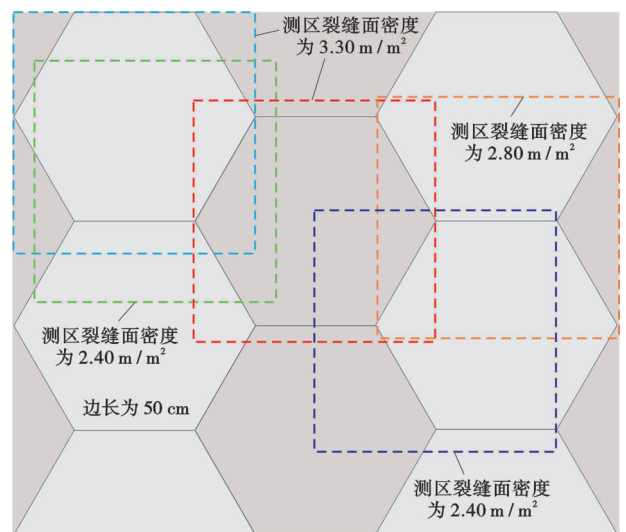 测区裂缝面密度
为 3.30 m / m²
测区裂缝面密度
为 2.80 m / m²
测区裂缝面密度
为 2.40 m / m²
边长为 50 cm
测区裂缝面密度
为 2.40 m / m²